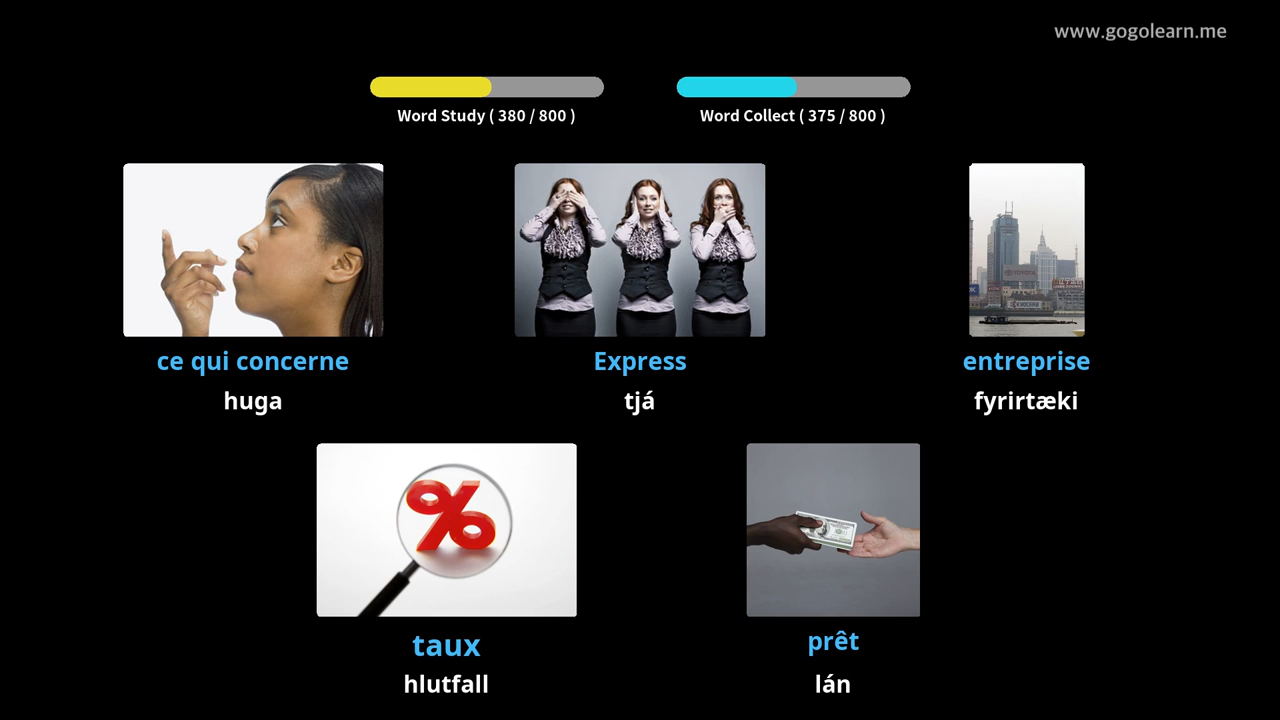 www.gogolearn.me
Word Study ( 380 / 800 )
Word Collect ( 375 / 800 )
TOYOTA
ce qui concerne
Express
entreprise
huga
tjá
fyrirtæki
%
taux
prêt
hlutfall
lán